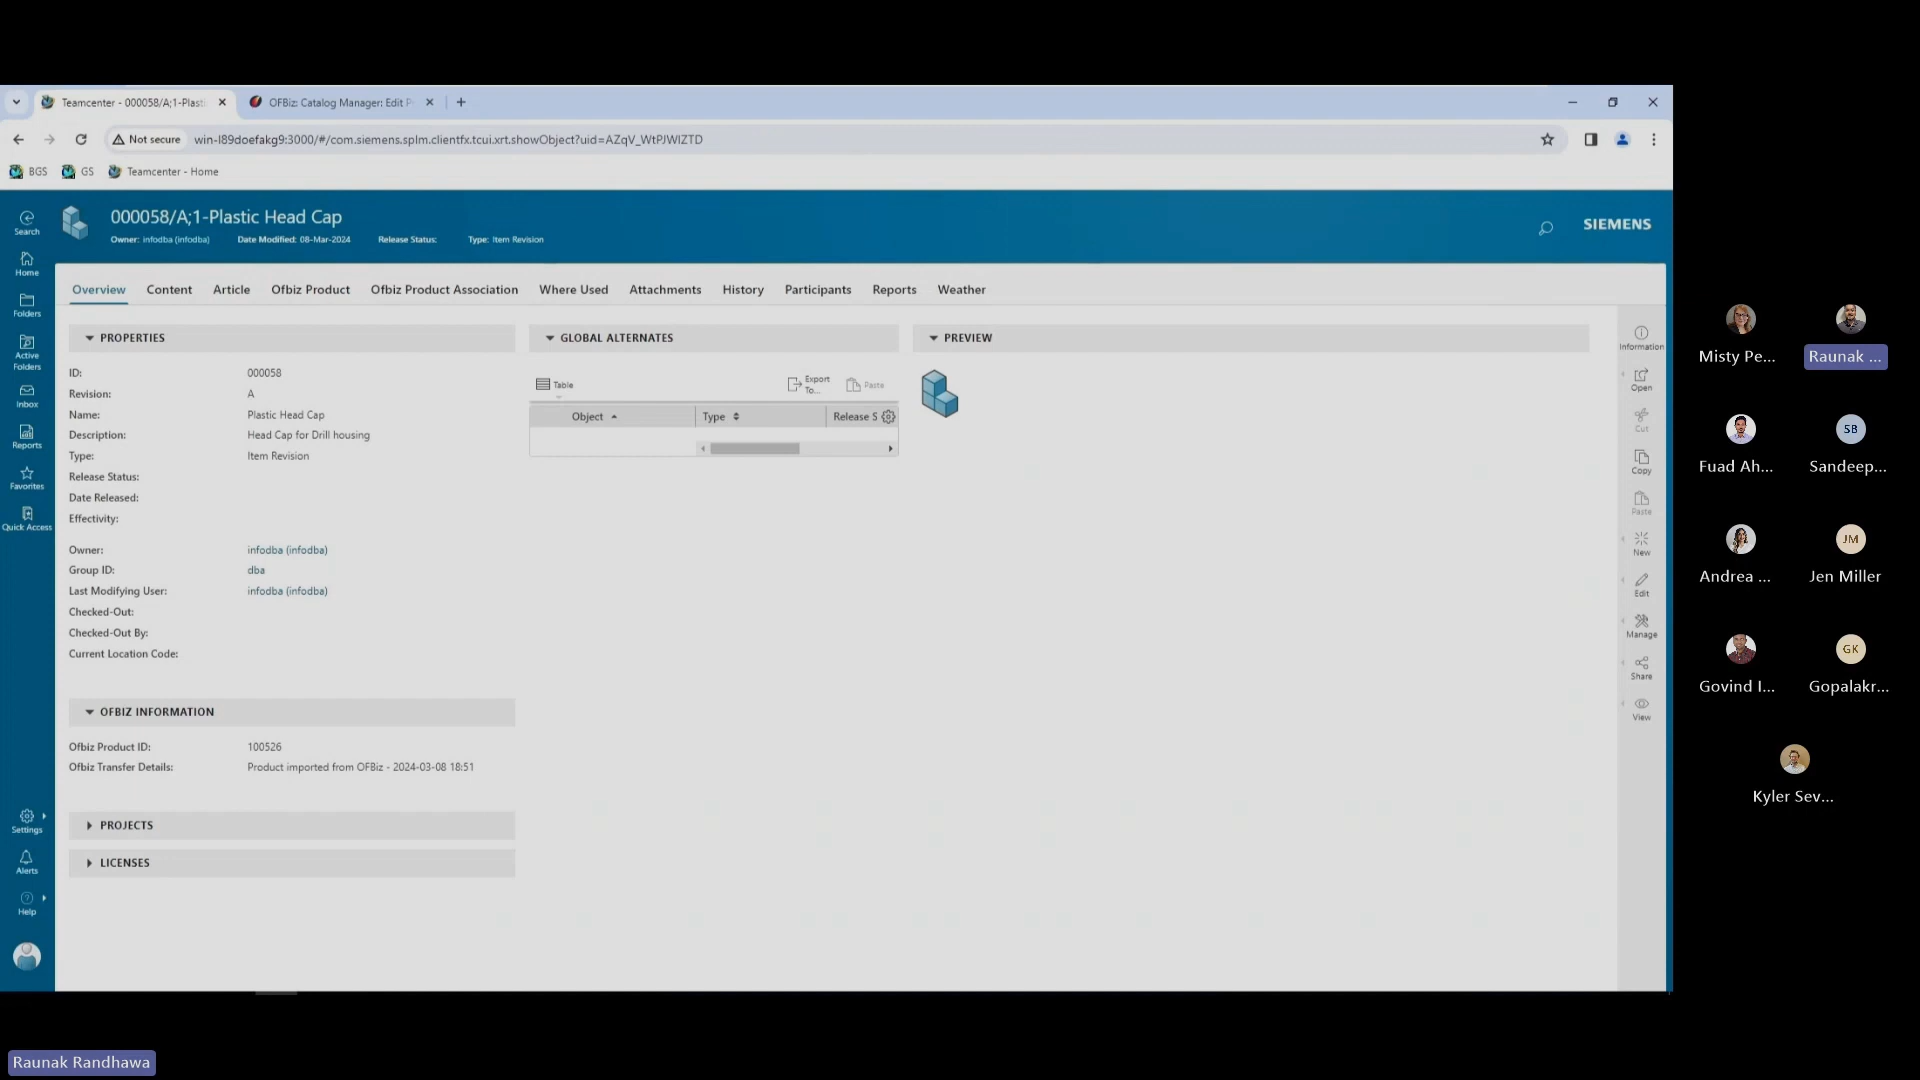 Teamcenter - 000058/A;1-Plast
OFBiz: Catalog Manager: Edit P
Not secure
win-l89doefakg9:3000/#/com.siemens.splm.clientfx.tcui.xrt.showObject?uid=AZqV_WtPJWIZTD
BGS
GS
Teamcenter - Home
000058/A;1-Plastic Head Cap
Owner: infodba (infodba)
Date Modified: 08-Mar-2024
Release Status:
Type: Item Revision
SIEMENS
Search
Home
Folders
Active
Folders
Inbox
Reports
Favorites
Quick Access
Settings
Alerts
Help
Overview
Content
Article
Ofbiz Product
Ofbiz Product Association
Where Used
Attachments
History
Participants
Reports
Weather
PROPERTIES
ID: 000058
Revision: A
Name: Plastic Head Cap
Description: Head Cap for Drill housing
Type: Item Revision
Release Status:
Date Released:
Effectivity:
Owner: infodba (infodba)
Group ID: dba
Last Modifying User: infodba (infodba)
Checked-Out:
Checked-Out By:
Current Location Code:
OFBIZ INFORMATION
Ofbiz Product ID: 100526
Ofbiz Transfer Details: Product imported from OFBiz - 2024-03-08 18:51
PROJECTS
LICENSES
GLOBAL ALTERNATES
Table
Export
To...
Paste
Object
Type
Release S
PREVIEW
Information
Open
Cut
Copy
Paste
New
Edit
Manage
Share
View
Misty Pe...
Raunak ...
Fuad Ah...
SB
Sandeep...
Andrea ...
JM
Jen Miller
Govind I...
GK
Gopalakr...
Kyler Sev...
Raunak Randhawa